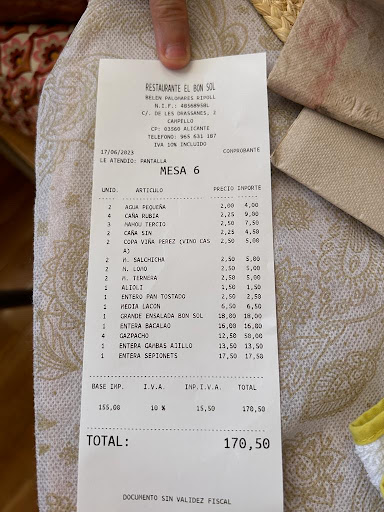 RESTAURANTE EL BON SOL
BELEN PALOMARES RIPOLL
N.I.F.: 48568958L
C/. DE LES DRASSANES, 2
CAMPELLO
CP: 03560 ALICANTE
TELEFONO: 965 631 187
IVA 10% INCLUIDO
17/06/2023 COMPROBANTE
LE ATENDIO: PANTALLA
MESA 6
UNID. ARTICULO PRECIO IMPORTE
2 AGUA PEQUEÑA 2,00 4,00
4 CAÑA RUBIA 2,25 9,00
3 MAHOU TERCIO 2,50 7,50
2 CAÑA SIN 2,25 4,50
2 COPA VIÑA PEREZ (VINO CAS 2,50 5,00
A)
2 M. SALCHICHA 2,50 5,00
2 M. LOMO 2,50 5,00
2 M. TERNERA 2,50 5,00
1 ALIOLI 1,50 1,50
1 ENTERO PAN TOSTADO 2,50 2,50
1 MEDIA LACON 6,50 6,50
1 GRANDE ENSALADA BON SOL 18,00 18,00
1 ENTERA BACALAO 16,00 16,00
4 GAZPACHO 12,50 50,00
1 ENTERA GAMBAS AJILLO 13,50 13,50
1 ENTERA SEPIONETS 17,50 17,50
BASE IMP. I.V.A. IMP.I.V.A. TOTAL
155,00 10 % 15,50 170,50
TOTAL: 170,50
DOCUMENTO SIN VALIDEZ FISCAL